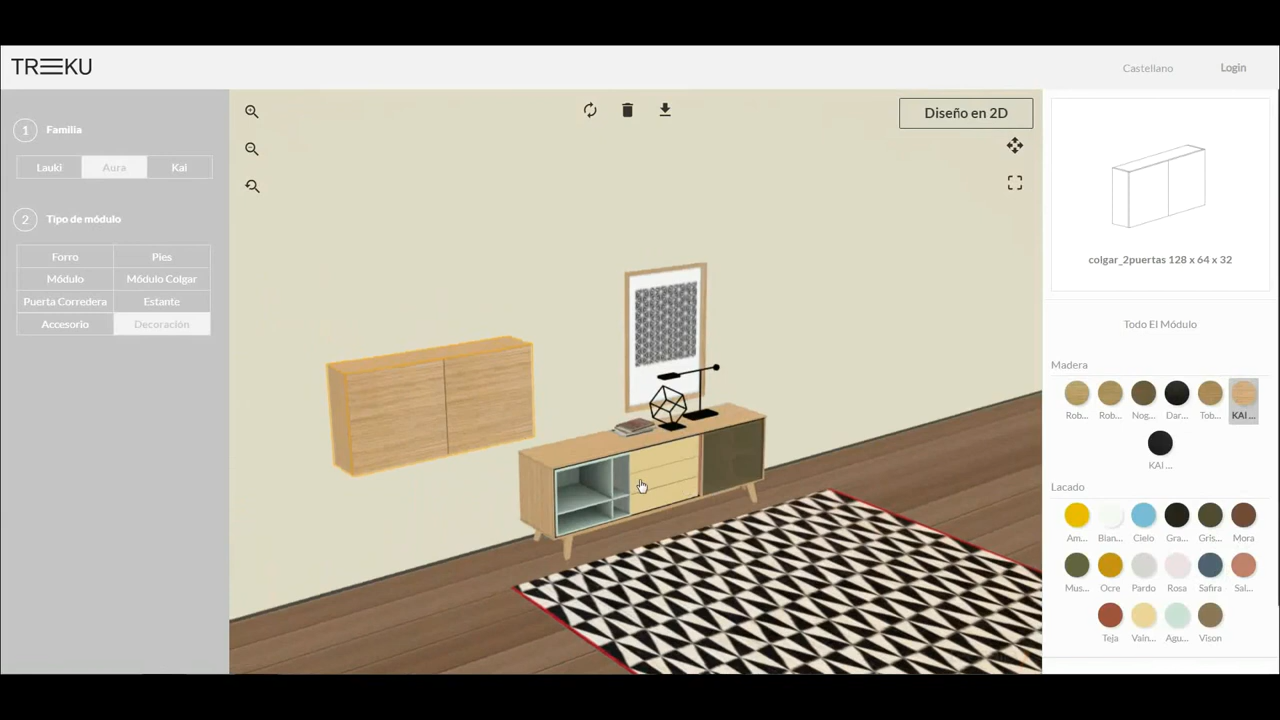 TREKU
Castellano
Login
1 Familia
Lauki Aura Kai
2 Tipo de módulo
Forro Pies
Módulo Módulo Colgar
Puerta Corredera Estante
Accesorio Decoración
Diseño en 2D
colgar_2puertas 128 x 64 x 32
Todo El Módulo
Madera
Rob... Rob... Nog... Dar... Tob... KAI ...
KAI ...
Lacado
Am... Bian... Cielo Gra... Gris... Mora
Mus... Ocre Pardo Rosa Safira Sal...
Teja Vain... Agu... Vison